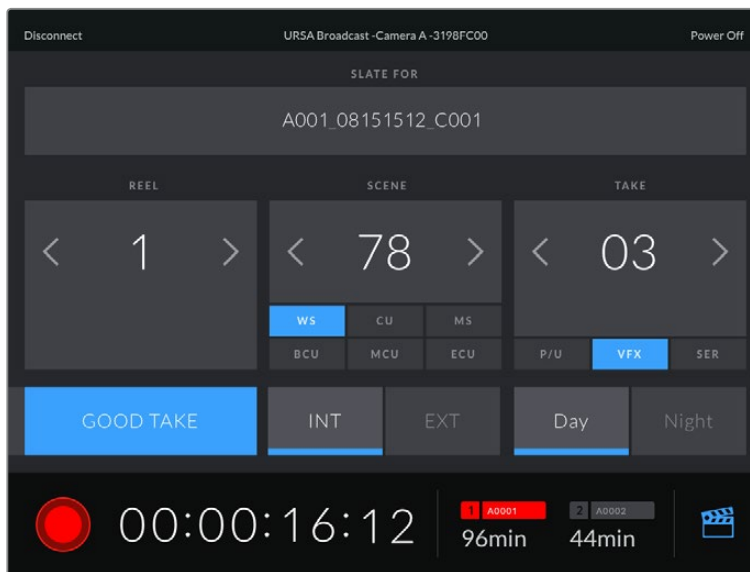 Disconnect URSA Broadcast -Camera A -3198FC00 Power Off
SLATE FOR
A001_08151512_C001
REEL SCENE TAKE
1 78 03
WS CU MS
BCU MCU ECU P/U VFX SER
GOOD TAKE INT EXT Day Night
00:00:16:12 1 A0001 2 A0002
96min 44min